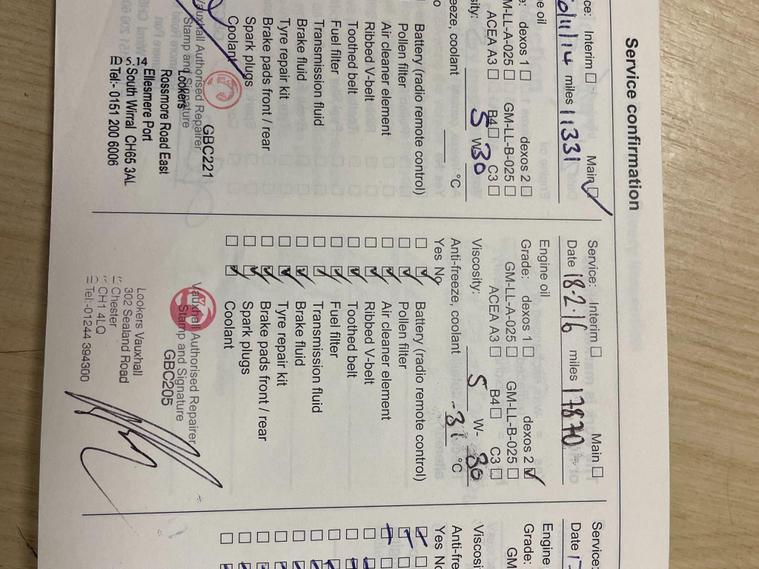 Service confirmation
ce: Interim Main
/11/14 miles 11331
e oil
e: dexos 1 dexos 2
M-LL-A-025 GM-LL-B-025
ACEA A3 B4 C3
sity: 5 W- 30
eeze, coolant °C
o
Battery (radio remote control)
Pollen filter
Air cleaner element
Ribbed V-belt
Toothed belt
Fuel filter
Transmission fluid
Brake fluid
Tyre repair kit
Brake pads front / rear
Spark plugs
Coolant
GBC221
Vauxhall Authorised Repairer
Stamp and Signature
Lookers
Rossmore Road East
Ellesmere Port
South Wirral CH65 3AL
Tel:- 0151 200 6006
Service: Interim Main
Date 18-2-16 miles 17870
Engine oil
Grade: dexos 1 dexos 2
GM-LL-A-025 GM-LL-B-025
ACEA A3 B4 C3
Viscosity: 5 W- 30
Anti-freeze, coolant -31 °C
Yes No
Battery (radio remote control)
Pollen filter
Air cleaner element
Ribbed V-belt
Toothed belt
Fuel filter
Transmission fluid
Brake fluid
Tyre repair kit
Brake pads front / rear
Spark plugs
Coolant
Vauxhall Authorised Repairer
Stamp and Signature
GBC205
Lookers Vauxhall
302 Sealand Road
Chester
CH1 4LQ
Tel:-01244 394300
Service:
Date
Engine
Grade:
GM
Viscosity:
Anti-fre
Yes No